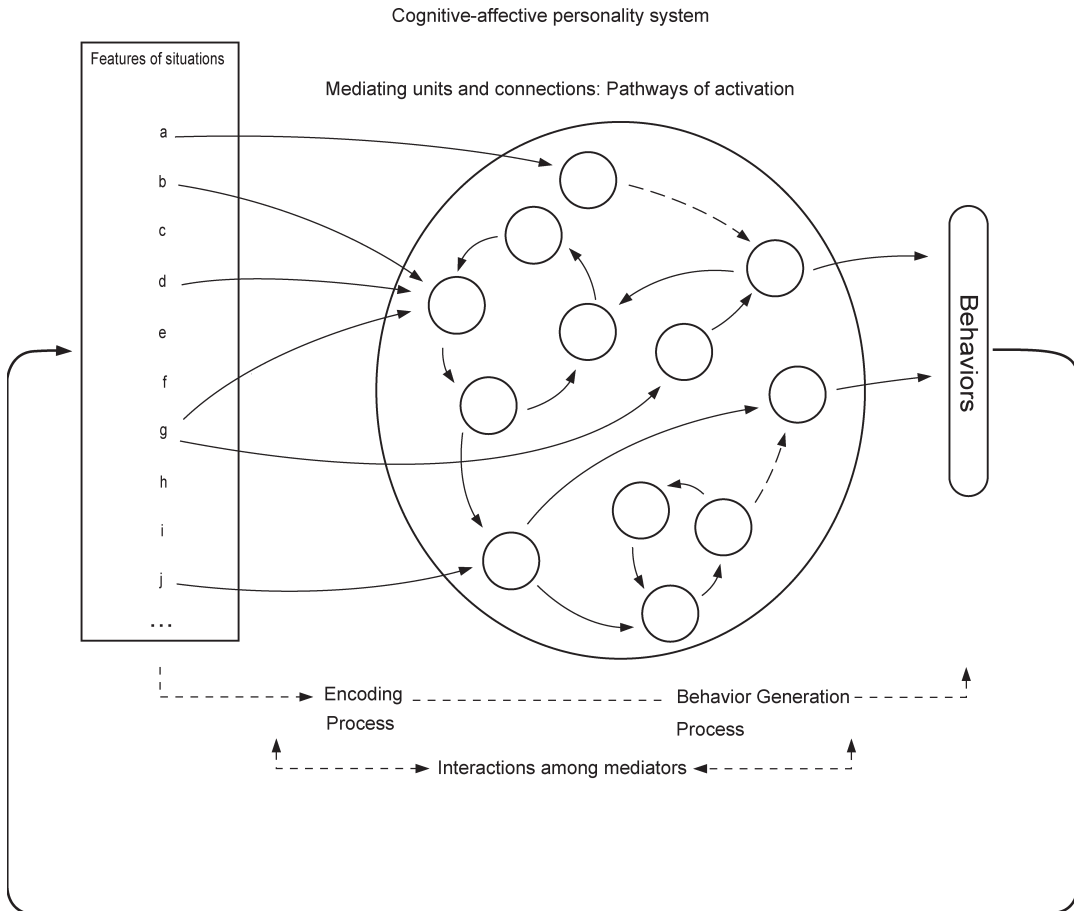 Cognitive-affective personality system
Features of situations
Mediating units and connections: Pathways of activation
a
b
c
d
e
f
g
h
i
j
...
Behaviors
Encoding
Process
Behavior Generation
Process
Interactions among mediators